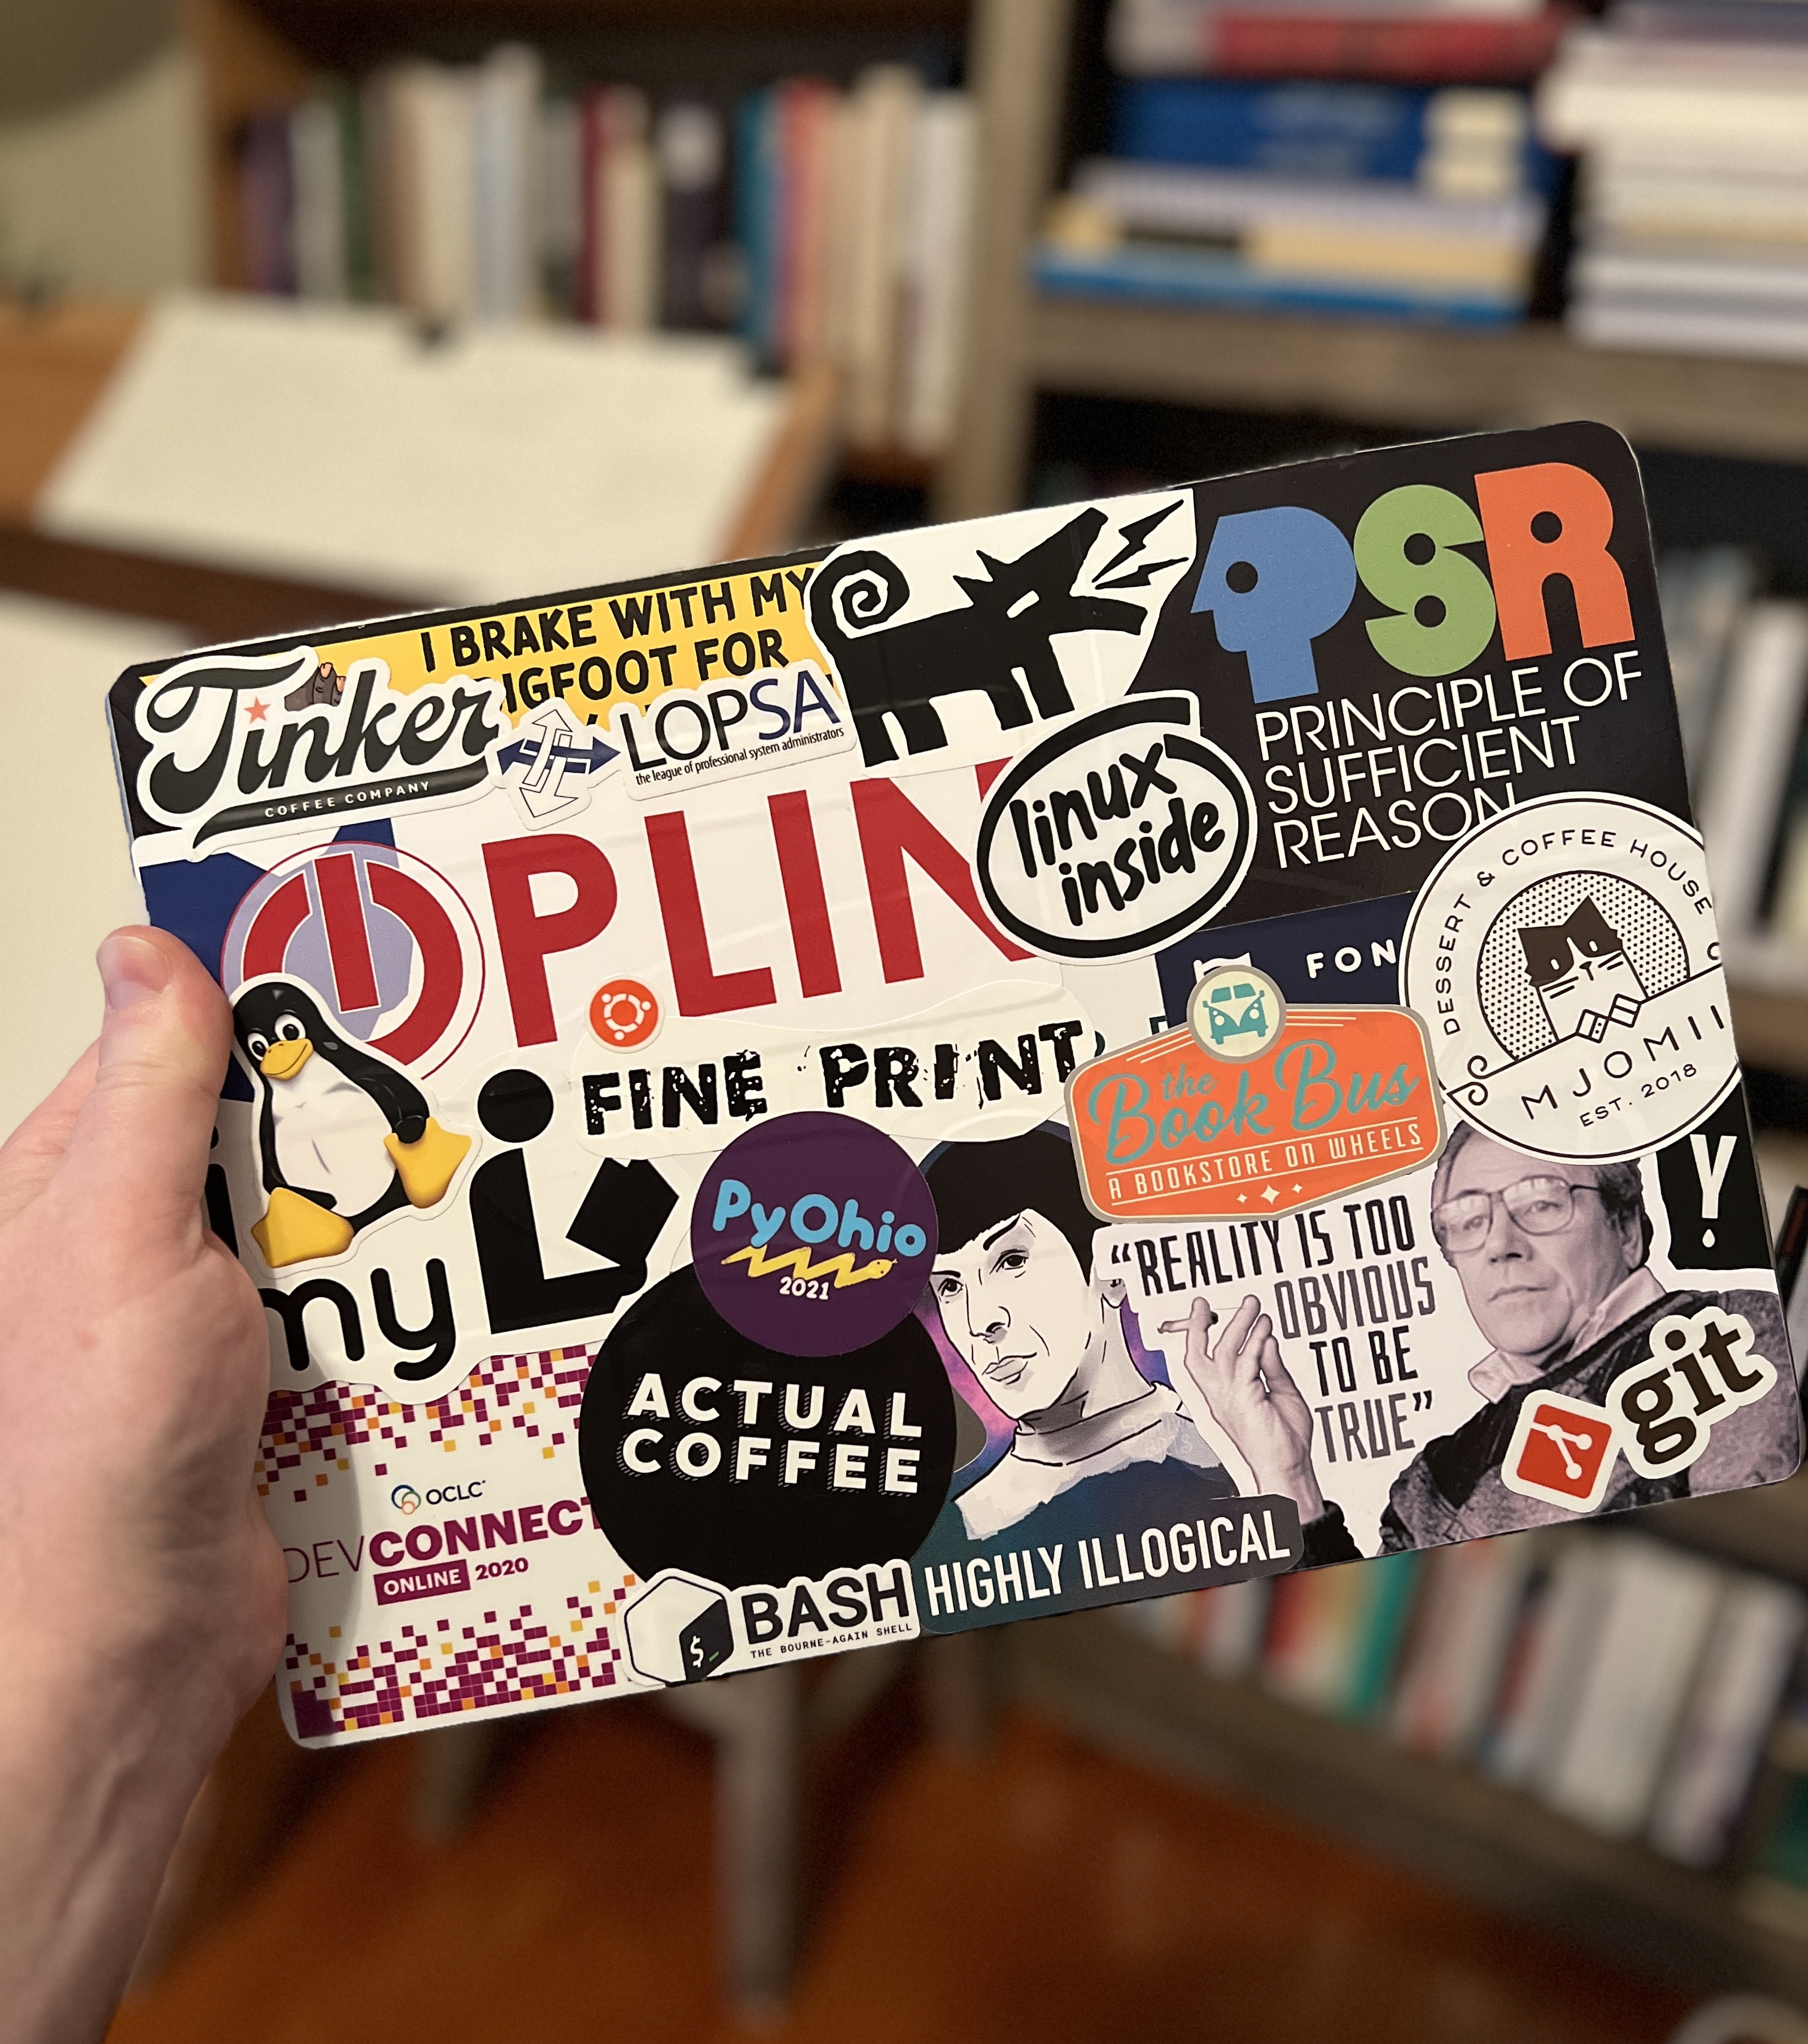 I BRAKE WITH MY
BIGFOOT FOR
Tinker
COFFEE COMPANY
LOPSA
the league of professional system administrators
PSR
PRINCIPLE OF
SUFFICIENT
REASON
linux
inside
OPLIN
DESSERT & COFFEE HOUSE
MJOMII
EST. 2018
FON
FINE PRINT
the
Book Bus
A BOOKSTORE ON WHEELS
i
my
PyOhio
2021
Y
"REALITY IS TOO
OBVIOUS
TO BE
TRUE"
git
ACTUAL
COFFEE
OCLC
DEVCONNECT
ONLINE 2020
HIGHLY ILLOGICAL
$_
BASH
THE BOURNE-AGAIN SHELL